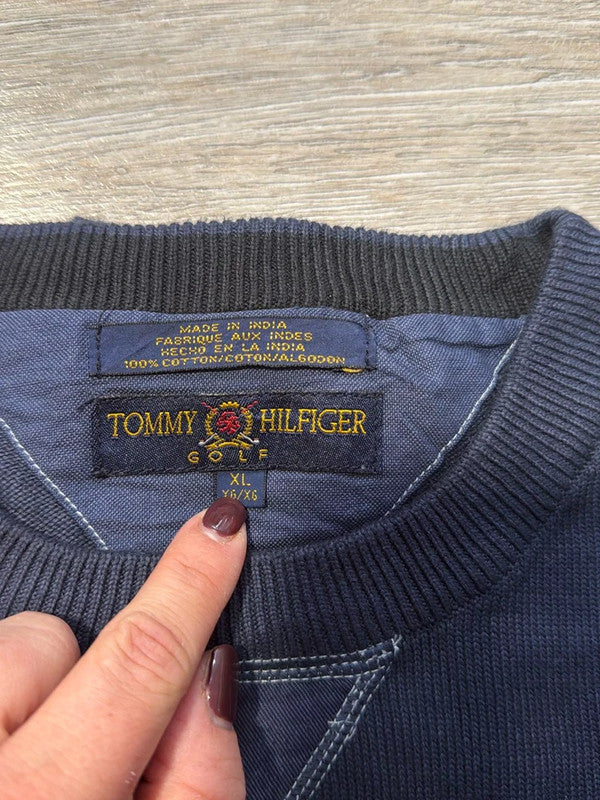 MADE IN INDIA
FABRIQUE AUX INDES
HECHO EN LA INDIA
100% COTTON/COTON/ALGODON
TOMMY HILFIGER
GOLF
XL
YG/XG